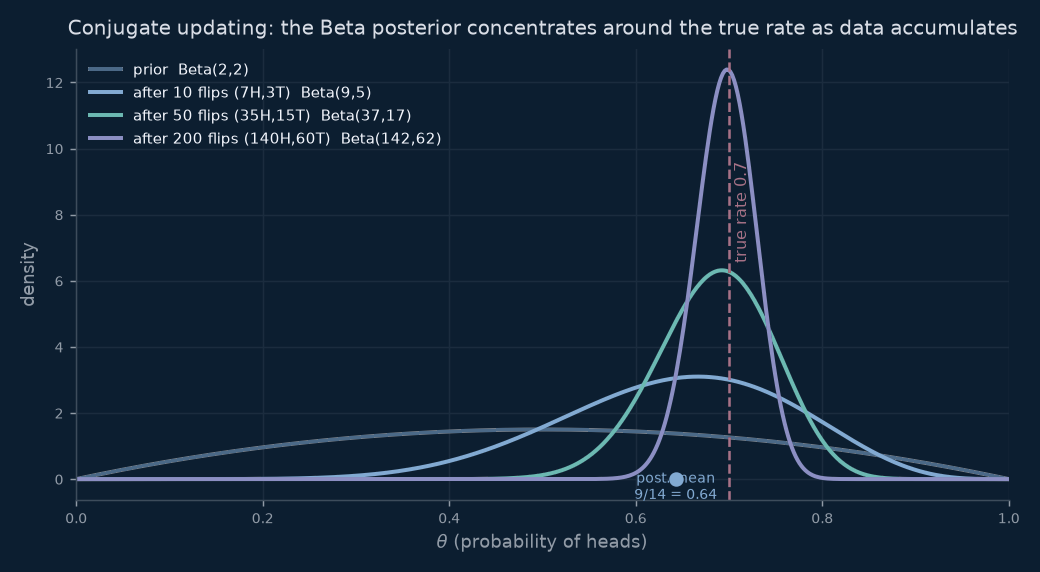 Conjugate updating: the Beta posterior concentrates around the true rate as data accumulates
prior  Beta(2,2)
after 10 flips (7H,3T)  Beta(9,5)
after 50 flips (35H,15T)  Beta(37,17)
after 200 flips (140H,60T)  Beta(142,62)
12
10
8
6
4
2
0
density
true rate 0.7
post. mean
9/14 = 0.64
0.0
0.2
0.4
0.6
0.8
1.0
θ (probability of heads)